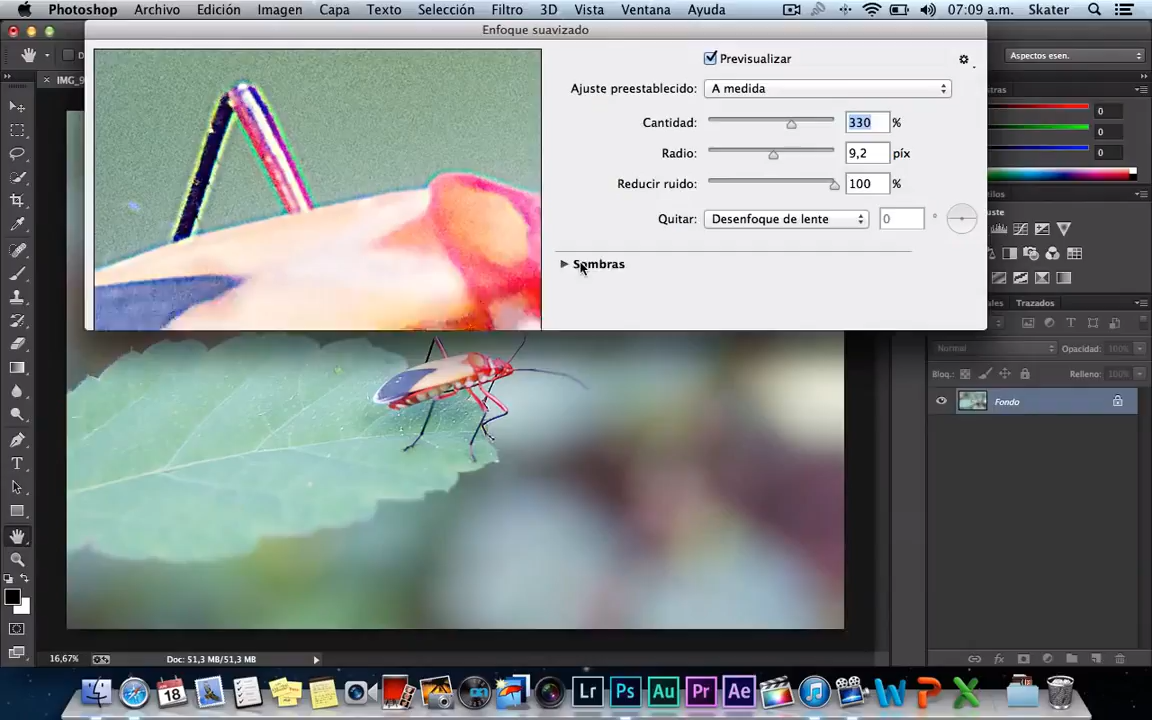 Photoshop Archivo Edición Imagen Capa Texto Selección Filtro 3D Vista Ventana Ayuda 07:09 a.m. Skater
Enfoque suavizado
Previsualizar
Ajuste preestablecido: A medida
Cantidad: 330 %
Radio: 9,2 píx
Reducir ruido: 100 %
Quitar: Desenfoque de lente 0 °
Sombras
IMG_9
Aspectos esen.
0
0
0
Trazados
Normal Opacidad: 100%
Bloq.: Relleno: 100%
Fondo
16,67% Doc: 51,3 MB/51,3 MB
18
Lr Ps Au Pr Ae